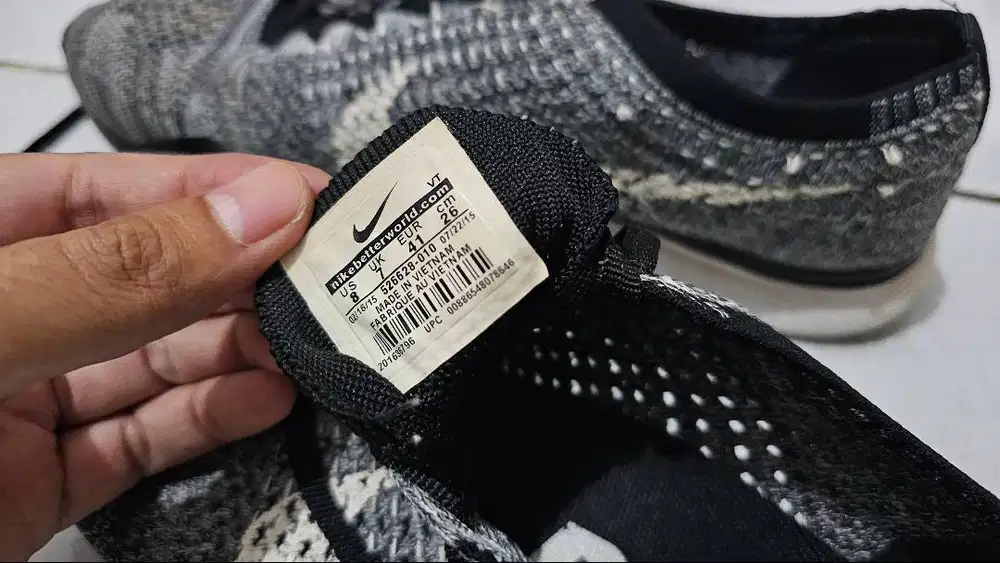 VT
nikebetterworld.com
US UK EUR cm
8 7 41 26
02/16/15 526628-010 07/22/15
MADE IN VIETNAM
FABRIQUE AU VIETNAM
UPC 00886548078646